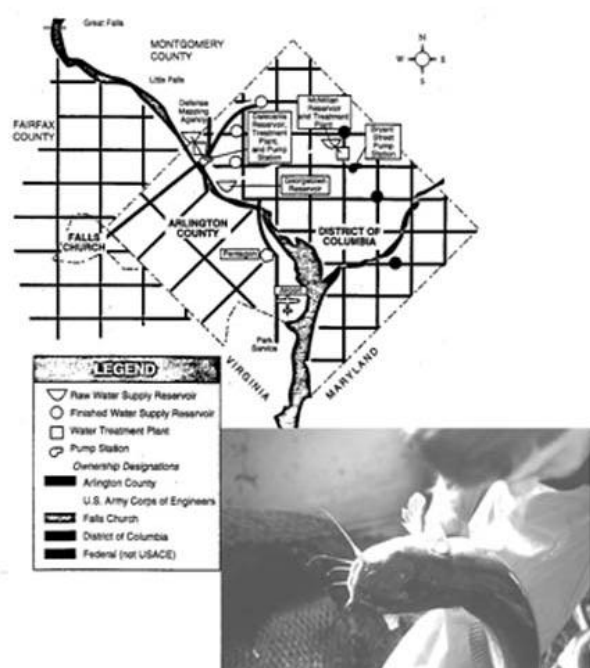 Great Falls
MONTGOMERY
COUNTY
N
W
E
S
Little Falls
Defense
Mapping
Agency
McMillan
Reservoir
and Treatment
Plant
Dalecarlia
Reservoir,
Treatment
Plant,
and Pump
Station
Bryant
Street
Pump
Station
FAIRFAX
COUNTY
Georgetown
Reservoir
ARLINGTON
COUNTY
DISTRICT OF
COLUMBIA
FALLS
CHURCH
Pentagon
Airport
Park
Service
VIRGINIA
MARYLAND
LEGEND
Raw Water Supply Reservoir
Finished Water Supply Reservoir
Water Treatment Plant
Pump Station
Ownership Designations
Arlington County
U.S. Army Corps of Engineers
Falls Church
District of Columbia
Federal (not USACE)